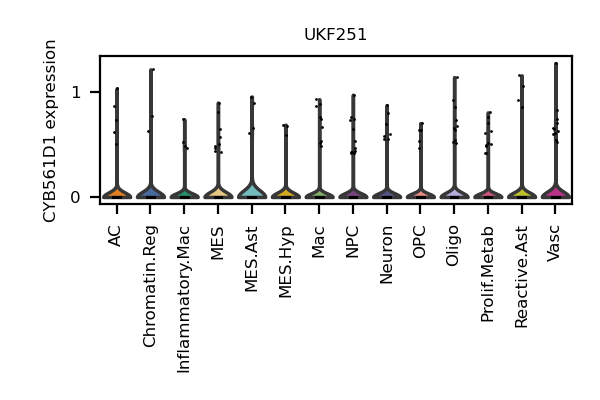 UKF251
CYB561D1 expression
1
0
AC
Chromatin.Reg
Inflammatory.Mac
MES
MES.Ast
MES.Hyp
Mac
NPC
Neuron
OPC
Oligo
Prolif.Metab
Reactive.Ast
Vasc